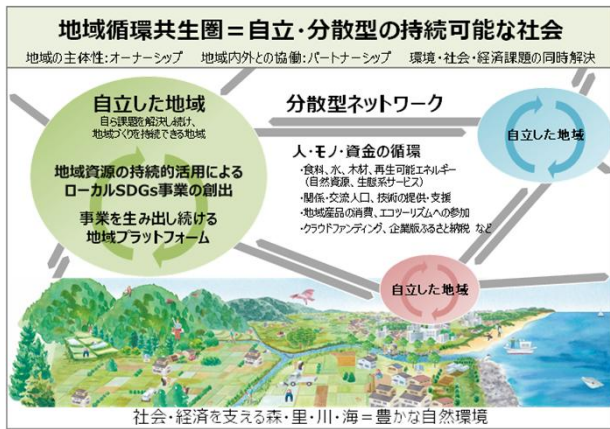 地域循環共生圏＝自立・分散型の持続可能な社会
地域の主体性:オーナーシップ　地域内外との協働:パートナーシップ　環境・社会・経済課題の同時解決
自立した地域
自ら課題を解決し続け、
地域づくりを持続できる地域
地域資源の持続的活用による
ローカルSDGs事業の創出
事業を生み出し続ける
地域プラットフォーム
分散型ネットワーク
人・モノ・資金の循環
・食料、水、木材、再生可能エネルギー
(自然資源、生態系サービス)
・関係・交流人口、技術の提供・支援
・地域産品の消費、エコツーリズムへの参加
・クラウドファンディング、企業版ふるさと納税 など
自立した地域
自立した地域
社会・経済を支える森・里・川・海＝豊かな自然環境